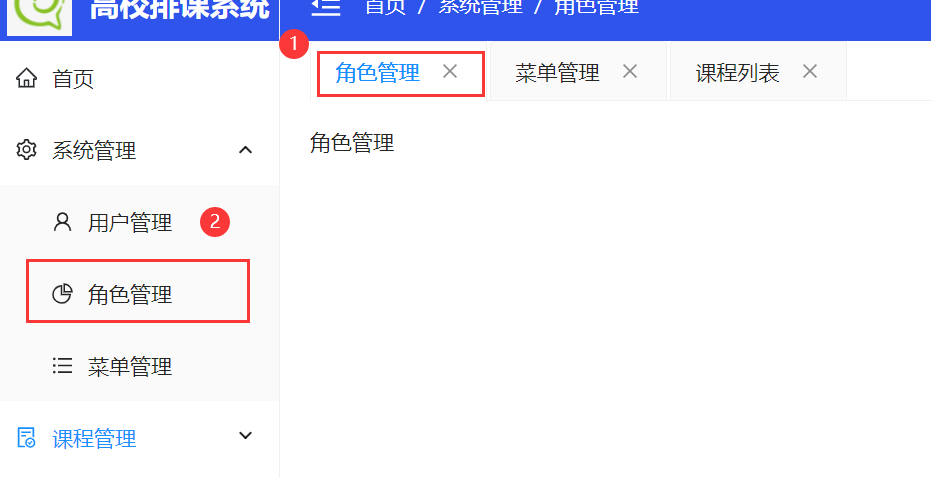 高校排课系统
首页 / 系统管理 / 角色管理
1
角色管理 菜单管理 课程列表
角色管理
首页
系统管理
用户管理 2
角色管理
菜单管理
课程管理